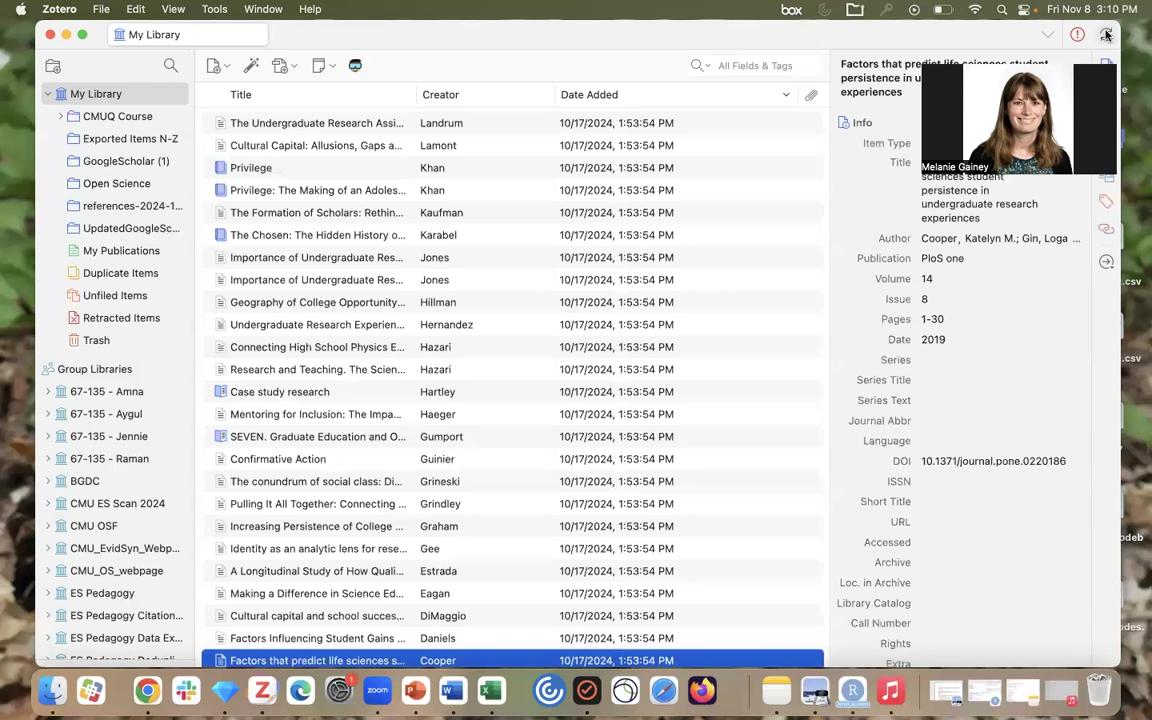 Zotero File Edit View Tools Window Help
box
Fri Nov 8 3:10 PM
My Library
All Fields & Tags
My Library
CMUQ Course
Exported Items N-Z
GoogleScholar (1)
Open Science
references-2024-1...
UpdatedGoogleSc...
My Publications
Duplicate Items
Unfiled Items
Retracted Items
Trash
Group Libraries
67-135 - Amna
67-135 - Aygul
67-135 - Jennie
67-135 - Raman
BGDC
CMU ES Scan 2024
CMU OSF
CMU_EvidSyn_Webp...
CMU_OS_webpage
ES Pedagogy
ES Pedagogy Citation...
ES Pedagogy Data Ex...
Title Creator Date Added
The Undergraduate Research Assi... Landrum 10/17/2024, 1:53:54 PM
Cultural Capital: Allusions, Gaps a... Lamont 10/17/2024, 1:53:54 PM
Privilege Khan 10/17/2024, 1:53:54 PM
Privilege: The Making of an Adoles... Khan 10/17/2024, 1:53:54 PM
The Formation of Scholars: Rethin... Kaufman 10/17/2024, 1:53:54 PM
The Chosen: The Hidden History o... Karabel 10/17/2024, 1:53:54 PM
Importance of Undergraduate Res... Jones 10/17/2024, 1:53:54 PM
Importance of Undergraduate Res... Jones 10/17/2024, 1:53:54 PM
Geography of College Opportunity... Hillman 10/17/2024, 1:53:54 PM
Undergraduate Research Experien... Hernandez 10/17/2024, 1:53:54 PM
Connecting High School Physics E... Hazari 10/17/2024, 1:53:54 PM
Research and Teaching. The Scien... Hazari 10/17/2024, 1:53:54 PM
Case study research Hartley 10/17/2024, 1:53:54 PM
Mentoring for Inclusion: The Impa... Haeger 10/17/2024, 1:53:54 PM
SEVEN. Graduate Education and O... Gumport 10/17/2024, 1:53:54 PM
Confirmative Action Guinier 10/17/2024, 1:53:54 PM
The conundrum of social class: Di... Grineski 10/17/2024, 1:53:54 PM
Pulling It All Together: Connecting ... Grindley 10/17/2024, 1:53:54 PM
Increasing Persistence of College ... Graham 10/17/2024, 1:53:54 PM
Identity as an analytic lens for rese... Gee 10/17/2024, 1:53:54 PM
A Longitudinal Study of How Quali... Estrada 10/17/2024, 1:53:54 PM
Making a Difference in Science Ed... Eagan 10/17/2024, 1:53:54 PM
Cultural capital and school succes... DiMaggio 10/17/2024, 1:53:54 PM
Factors Influencing Student Gains ... Daniels 10/17/2024, 1:53:54 PM
Factors that predict life sciences s... Cooper 10/17/2024, 1:53:54 PM
Factors that predict life sciences student
persistence in u
experiences
Melanie Gainey
Info
Item Type
Title
sciences student
persistence in
undergraduate research
experiences
Author Cooper, Katelyn M.; Gin, Loga ...
Publication PloS one
Volume 14
Issue 8
Pages 1-30
Date 2019
Series
Series Title
Series Text
Journal Abbr
Language
DOI 10.1371/journal.pone.0220186
ISSN
Short Title
URL
Accessed
Archive
Loc. in Archive
Library Catalog
Call Number
Rights
Extra
.csv
.csv
odeb
odes.
1
zoom